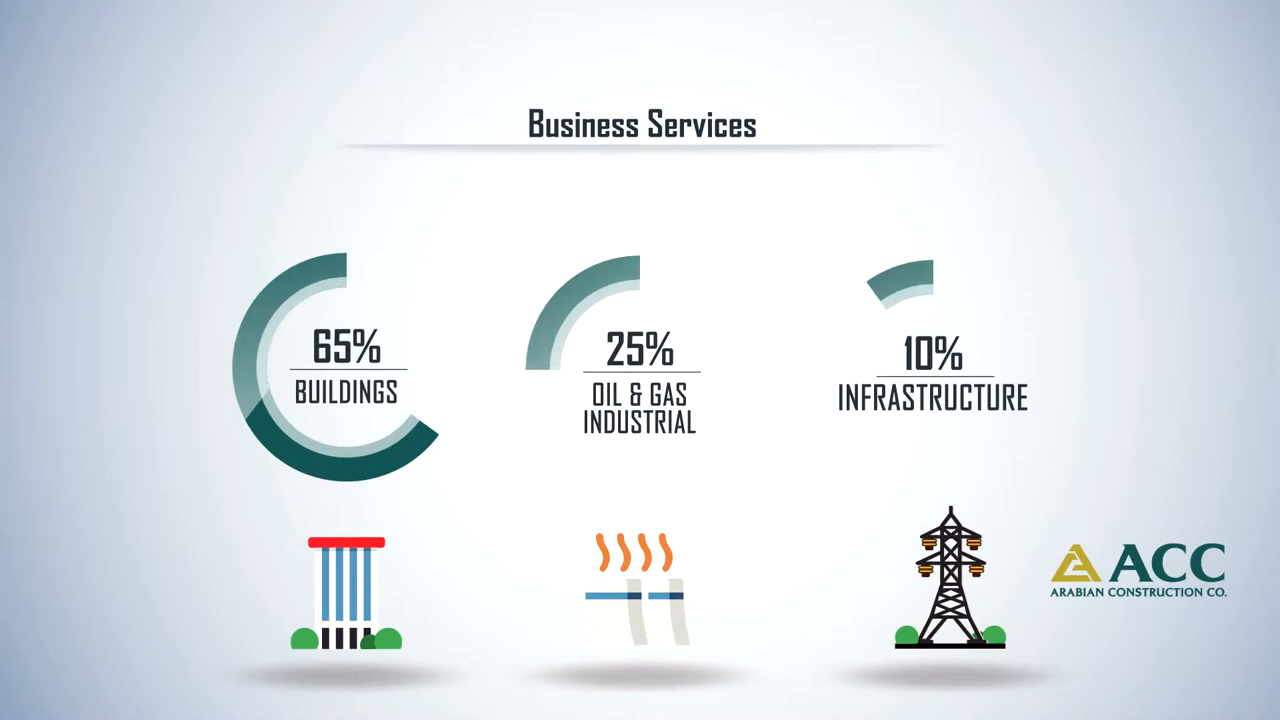 Business Services
65%
BUILDINGS
25%
OIL & GAS
INDUSTRIAL
10%
INFRASTRUCTURE
ACC
ARABIAN CONSTRUCTION CO.